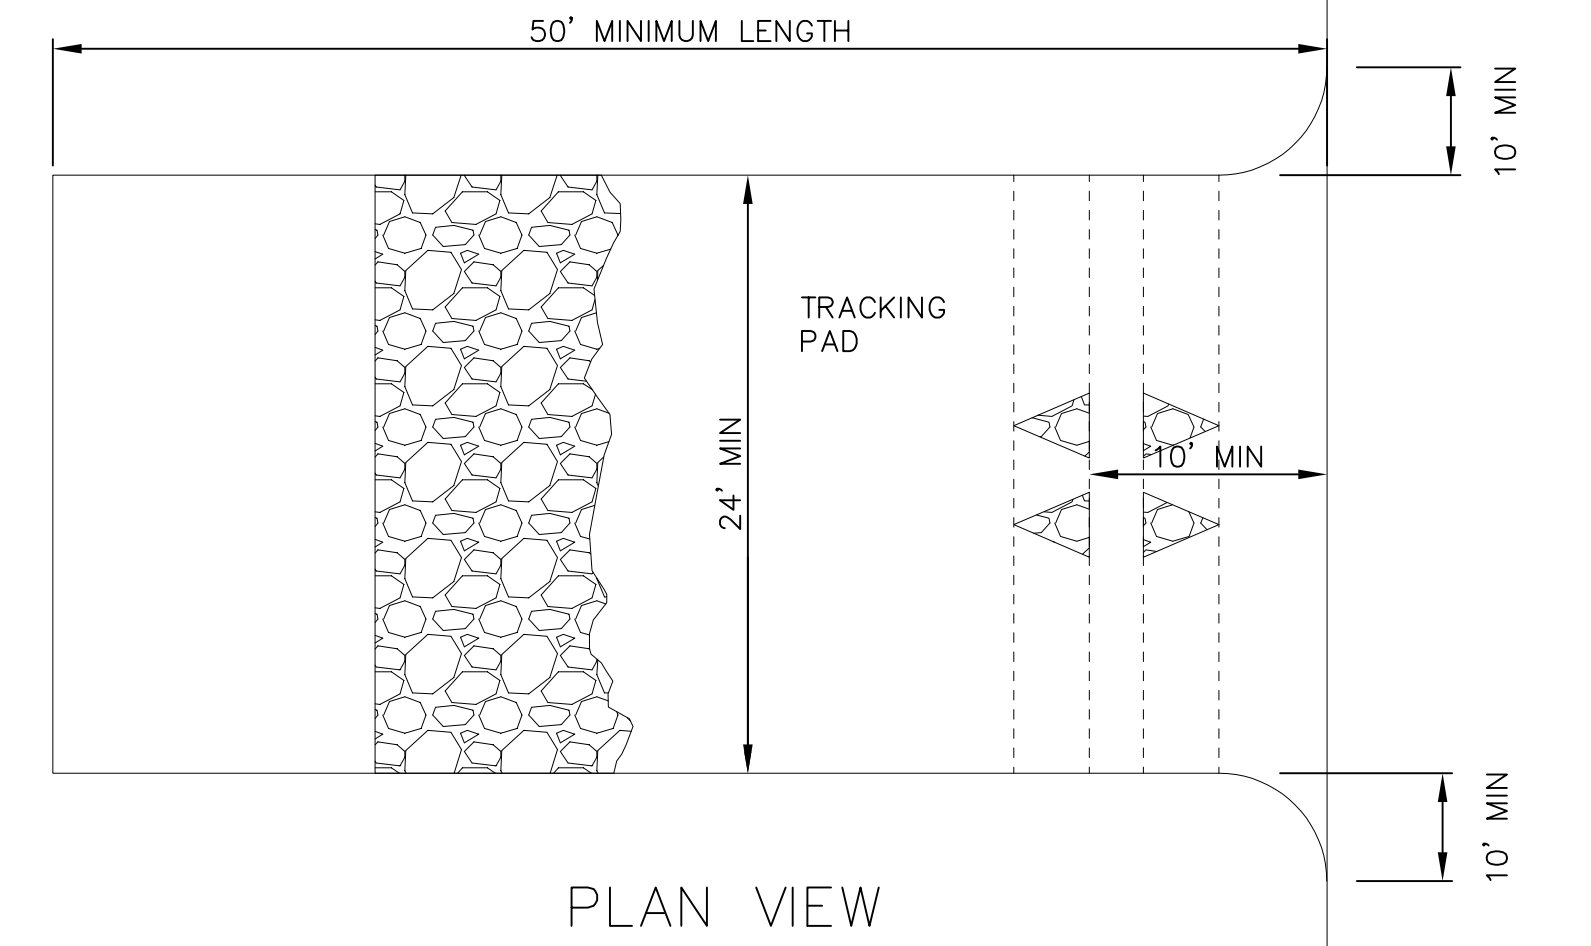 50' MINIMUM LENGTH
10' MIN
TRACKING
PAD
24' MIN
10' MIN
10' MIN
PLAN VIEW